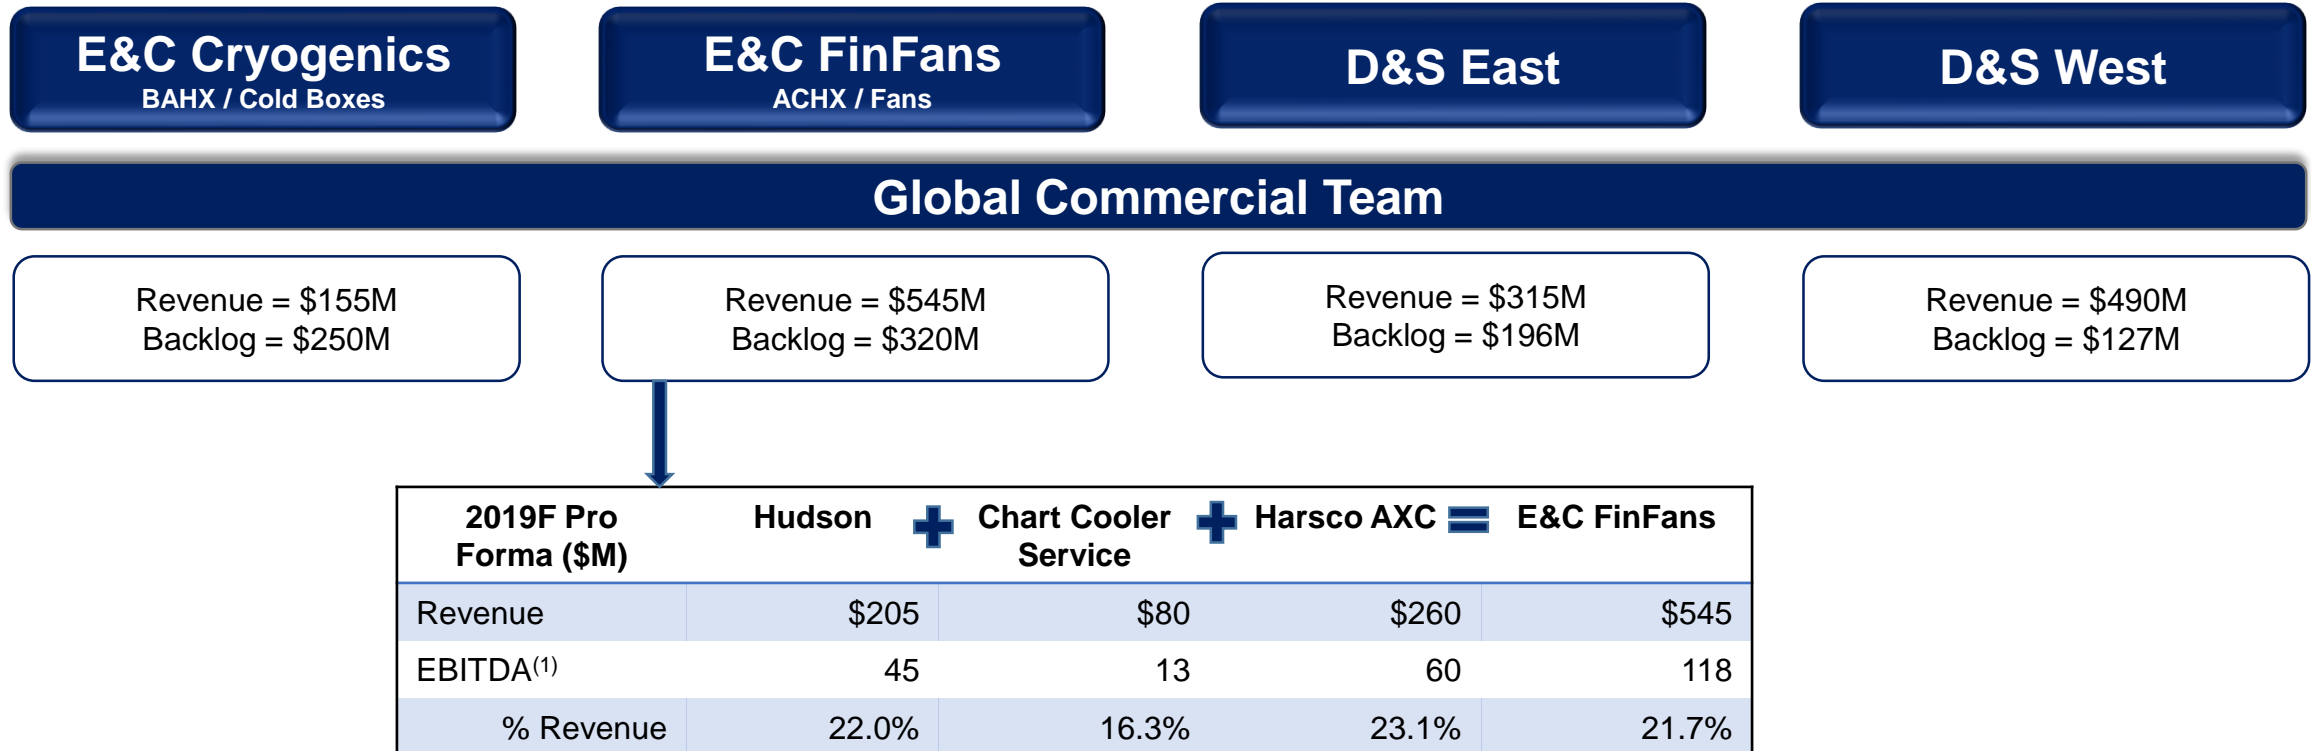 E&C Cryogenics
BAHX / Cold Boxes
E&C FinFans
ACHX / Fans
D&S East
D&S West
Global Commercial Team
Revenue = $155M
Backlog = $250M
Revenue = $545M
Backlog = $320M
Revenue = $315M
Backlog = $196M
Revenue = $490M
Backlog = $127M
2019F Pro Forma ($M) Hudson + Chart Cooler Service + Harsco AXC = E&C FinFans
Revenue $205 $80 $260 $545
EBITDA(1) 45 13 60 118
% Revenue 22.0% 16.3% 23.1% 21.7%